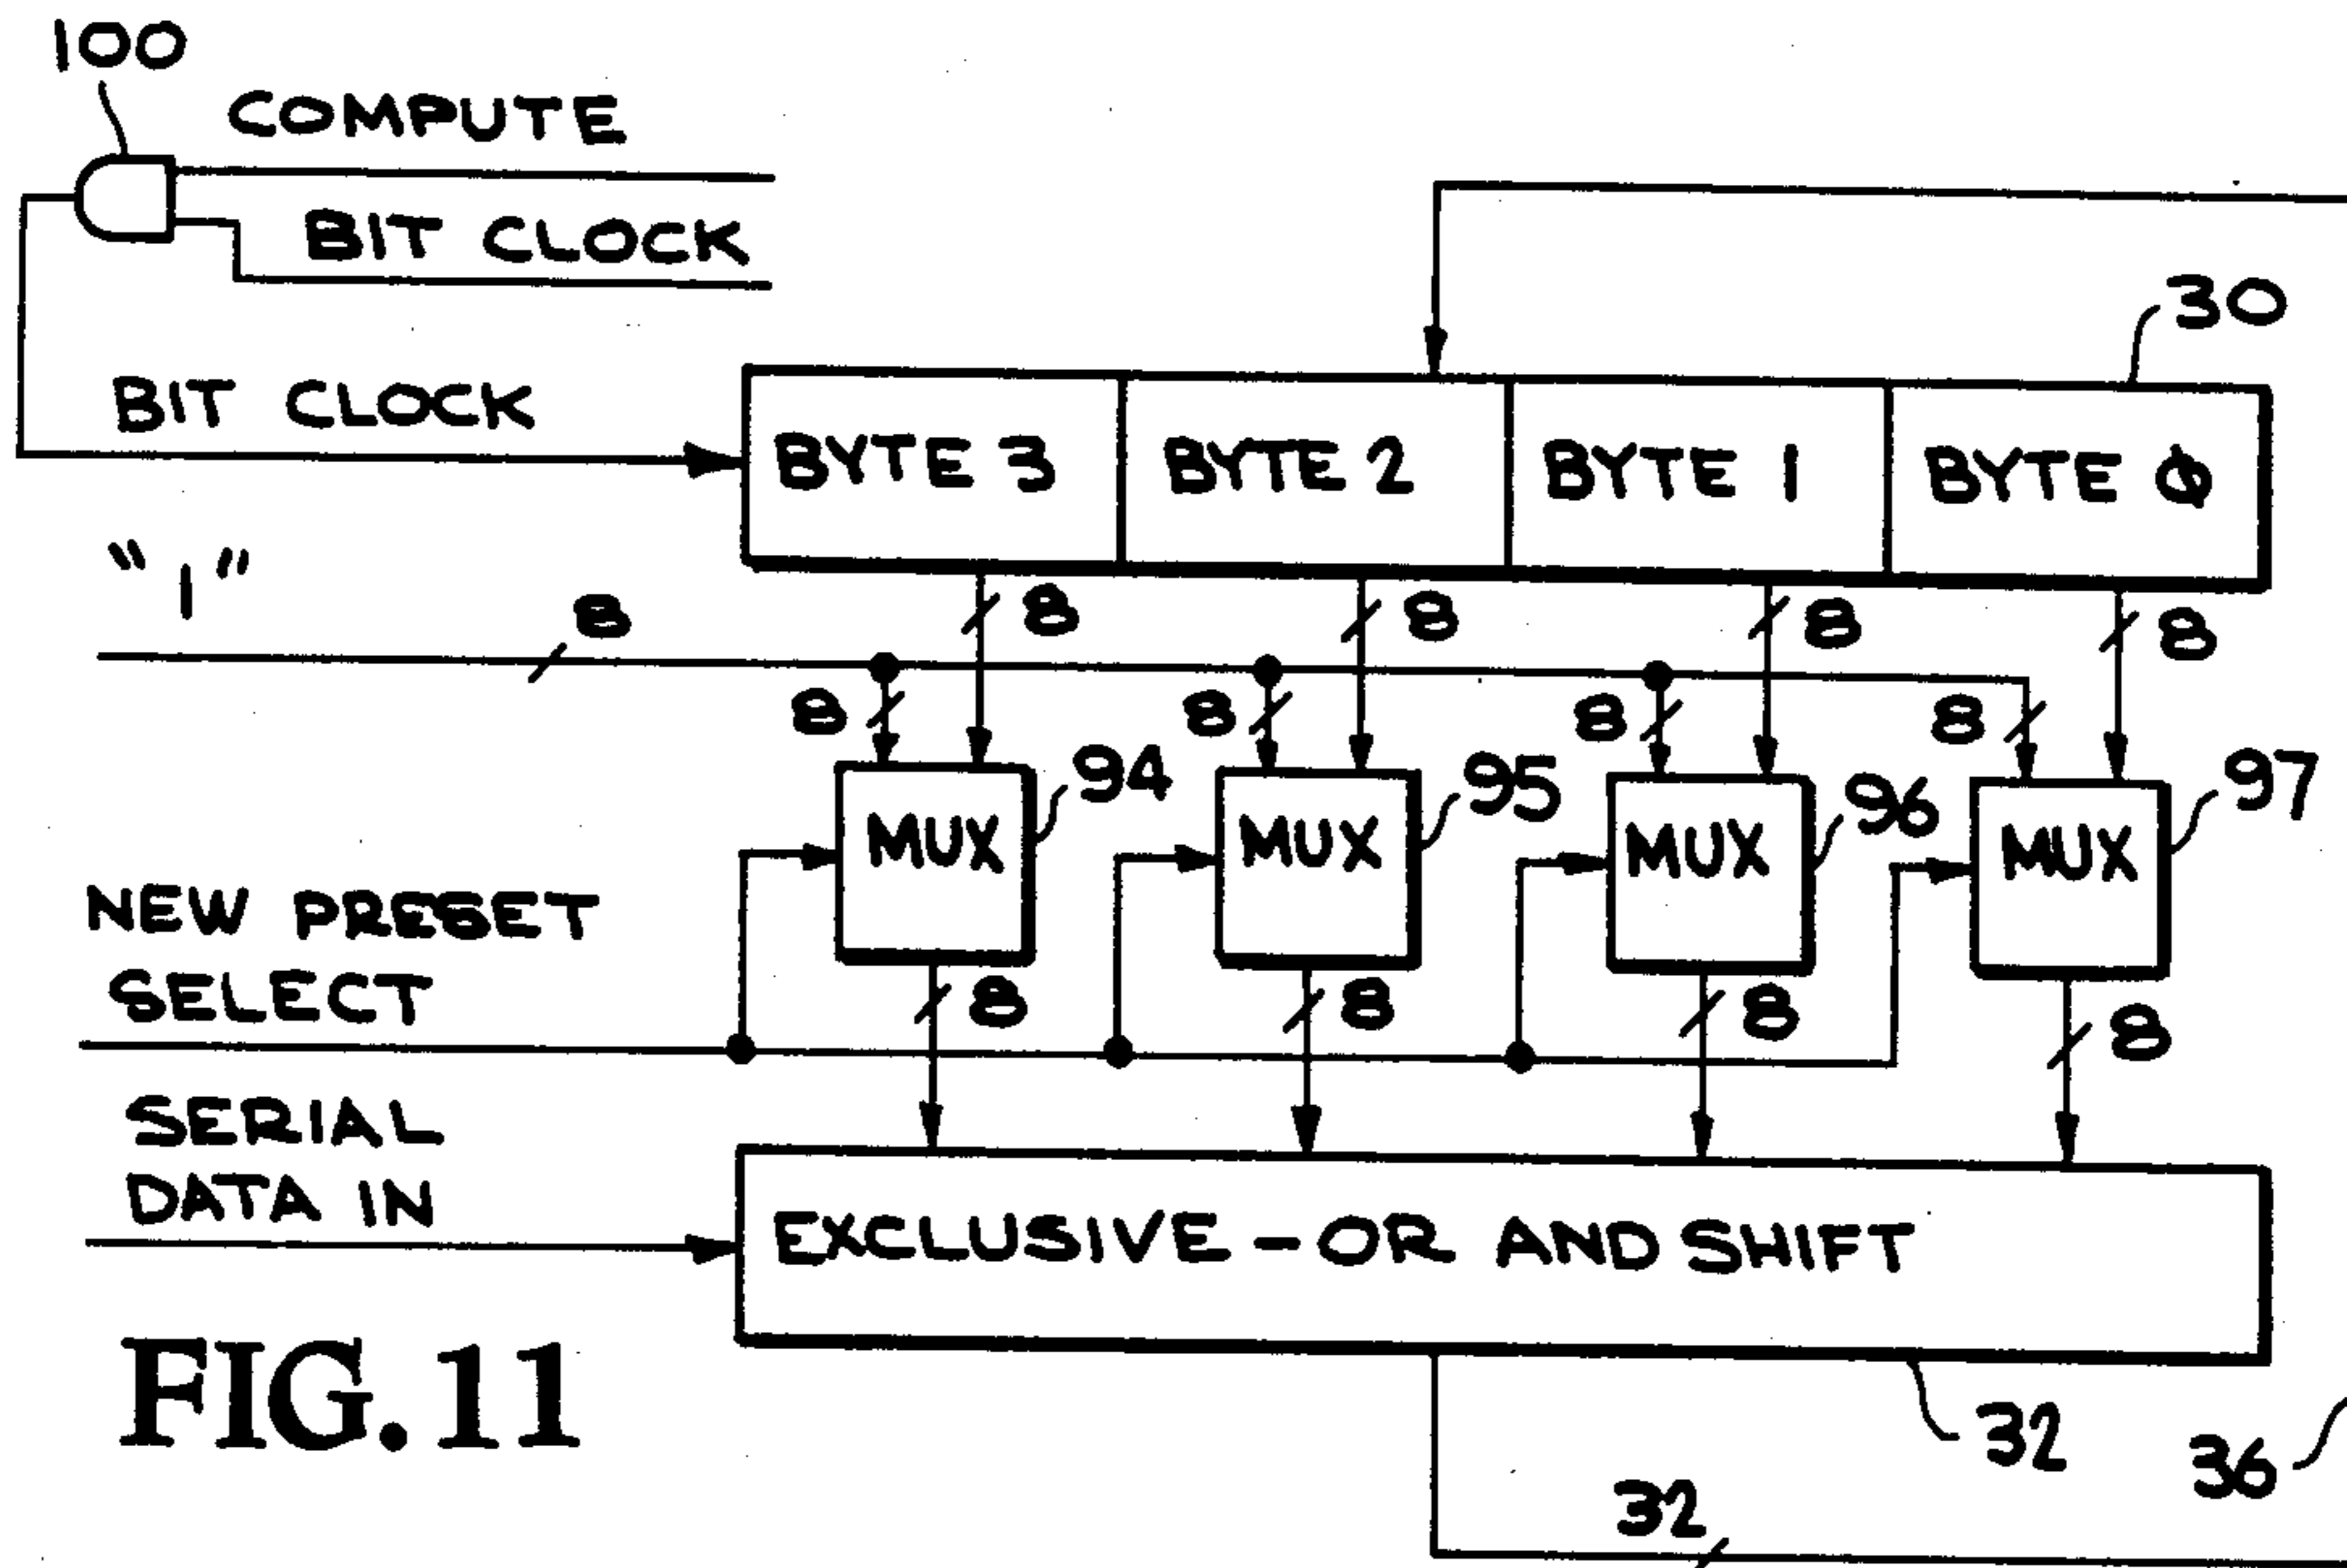 100
COMPUTE
BIT CLOCK
30
BIT CLOCK
BYTE 3 BYTE 2 BYTE 1 BYTE Φ
"1"
8 8 8 8 8
8 8 8 8
94 95 96 97
MUX MUX MUX MUX
NEW PRESET
SELECT
8 8 8 8
SERIAL
DATA IN
EXCLUSIVE-OR AND SHIFT
FIG. 11
32
36
32